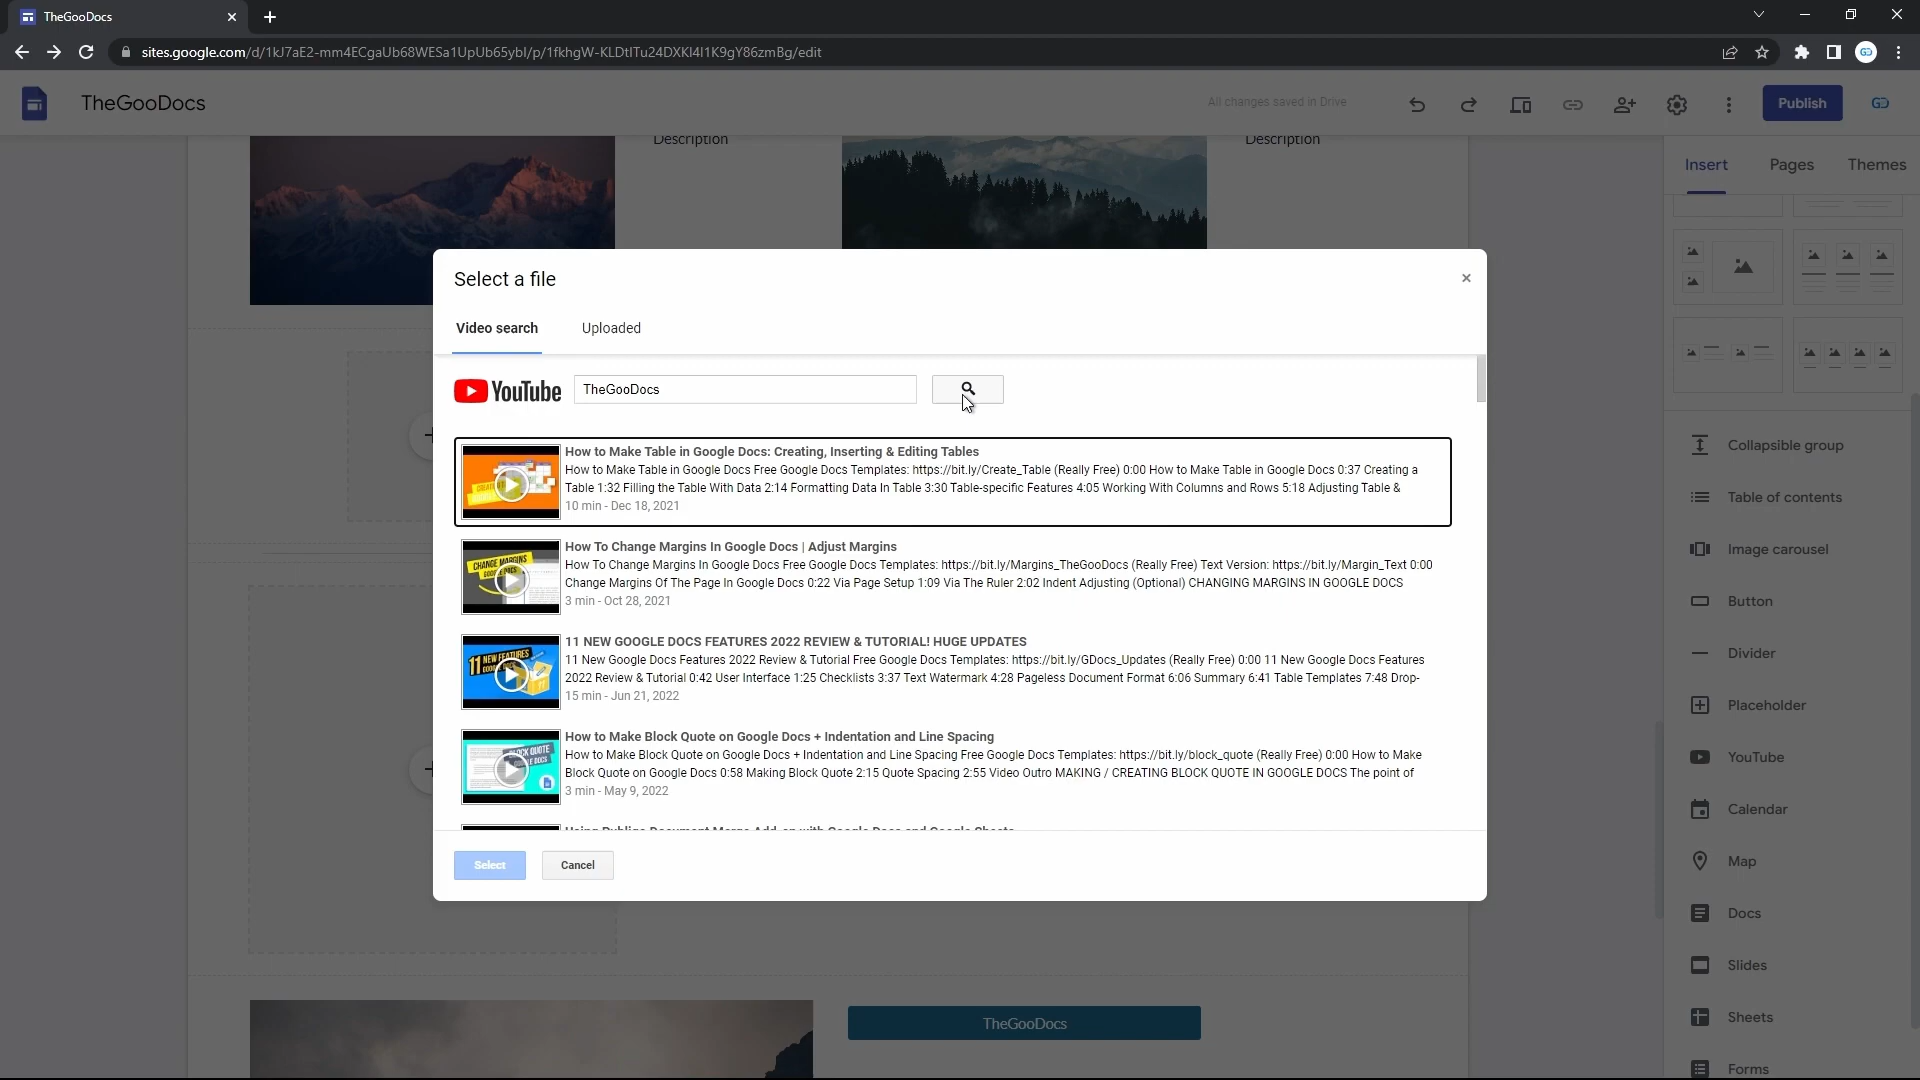 TheGooDocs
sites.google.com/d/1kJ7aE2-mm4ECgaUb68WESa1UpUb65ybl/p/1fkhgW-KLDtITu24DXKl4I1K9gY86zmBg/edit
TheGooDocs
All changes saved in Drive
Publish
Description
Description
Insert
Pages
Themes
Select a file
Video search
Uploaded
YouTube
TheGooDocs
How to Make Table in Google Docs: Creating, Inserting & Editing Tables
How to Make Table in Google Docs Free Google Docs Templates: https://bit.ly/Create_Table (Really Free) 0:00 How to Make Table in Google Docs 0:37 Creating a
Table 1:32 Filling the Table With Data 2:14 Formatting Data In Table 3:30 Table-specific Features 4:05 Working With Columns and Rows 5:18 Adjusting Table &
10 min - Dec 18, 2021
CHANGE MARGINS
GOOGLE DOCS
How To Change Margins In Google Docs | Adjust Margins
How To Change Margins In Google Docs Free Google Docs Templates: https://bit.ly/Margins_TheGooDocs (Really Free) Text Version: https://bit.ly/Margin_Text 0:00
Change Margins Of The Page In Google Docs 0:22 Via Page Setup 1:09 Via The Ruler 2:02 Indent Adjusting (Optional) CHANGING MARGINS IN GOOGLE DOCS
3 min - Oct 28, 2021
11 NEW FEATURES
GOOGLE DOCS
11 NEW GOOGLE DOCS FEATURES 2022 REVIEW & TUTORIAL! HUGE UPDATES
11 New Google Docs Features 2022 Review & Tutorial Free Google Docs Templates: https://bit.ly/GDocs_Updates (Really Free) 0:00 11 New Google Docs Features
2022 Review & Tutorial 0:42 User Interface 1:25 Checklists 3:37 Text Watermark 4:28 Pageless Document Format 6:06 Summary 6:41 Table Templates 7:48 Drop-
15 min - Jun 21, 2022
BLOCK QUOTE
GOOGLE DOCS
How to Make Block Quote on Google Docs + Indentation and Line Spacing
How to Make Block Quote on Google Docs + Indentation and Line Spacing Free Google Docs Templates: https://bit.ly/block_quote (Really Free) 0:00 How to Make
Block Quote on Google Docs 0:58 Making Block Quote 2:15 Quote Spacing 2:55 Video Outro MAKING / CREATING BLOCK QUOTE IN GOOGLE DOCS The point of
3 min - May 9, 2022
Select
Cancel
TheGooDocs
Collapsible group
Table of contents
Image carousel
Button
Divider
Placeholder
YouTube
Calendar
Map
Docs
Slides
Sheets
Forms